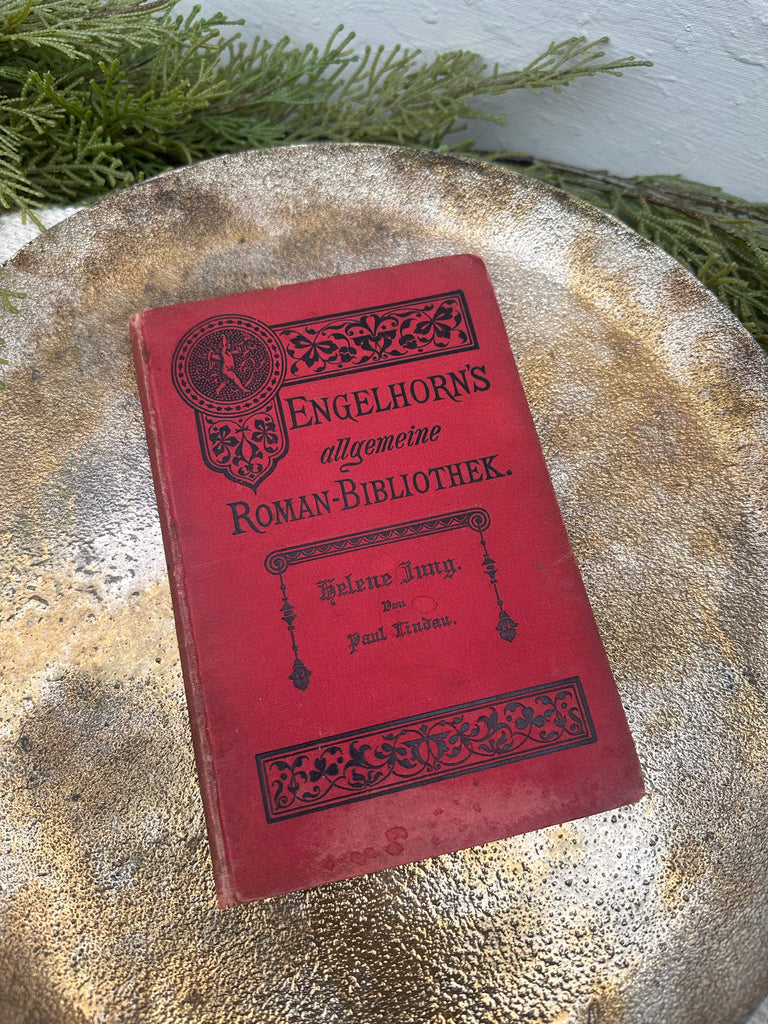 ENGELHORN'S
allgemeine
ROMAN-BIBLIOTHEK.
Helene Jung.
Von
Paul Lindau.